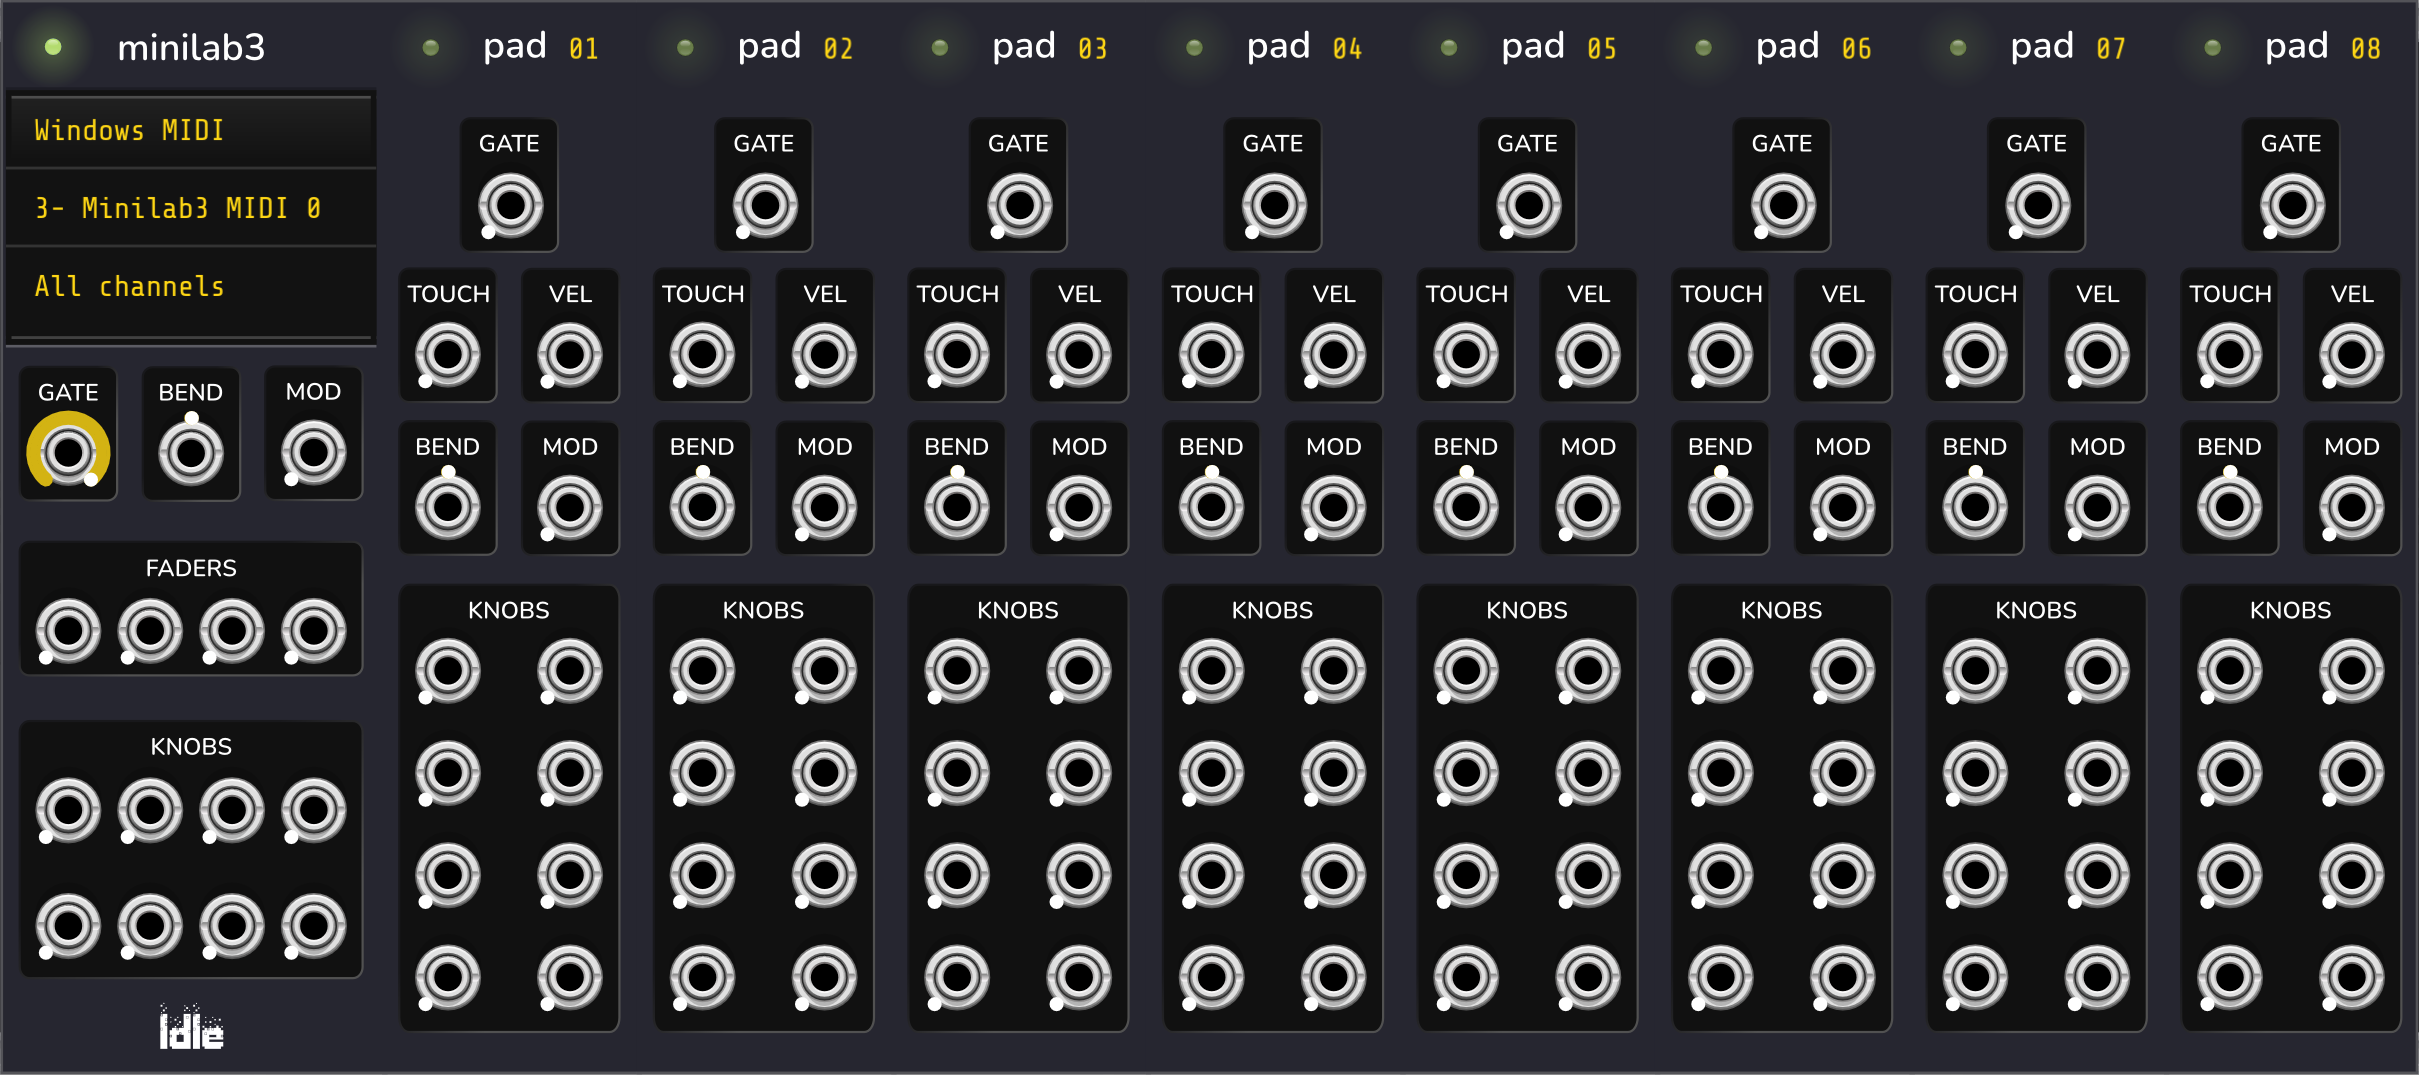 minilab3 pad 01 pad 02 pad 03 pad 04 pad 05 pad 06 pad 07 pad 08
Windows MIDI
3- Minilab3 MIDI 0
All channels
GATE GATE GATE GATE GATE GATE GATE GATE
TOUCH VEL TOUCH VEL TOUCH VEL TOUCH VEL TOUCH VEL TOUCH VEL TOUCH VEL TOUCH VEL
GATE BEND MOD
BEND MOD BEND MOD BEND MOD BEND MOD BEND MOD BEND MOD BEND MOD BEND MOD
FADERS
KNOBS KNOBS KNOBS KNOBS KNOBS KNOBS KNOBS KNOBS
KNOBS
Idle